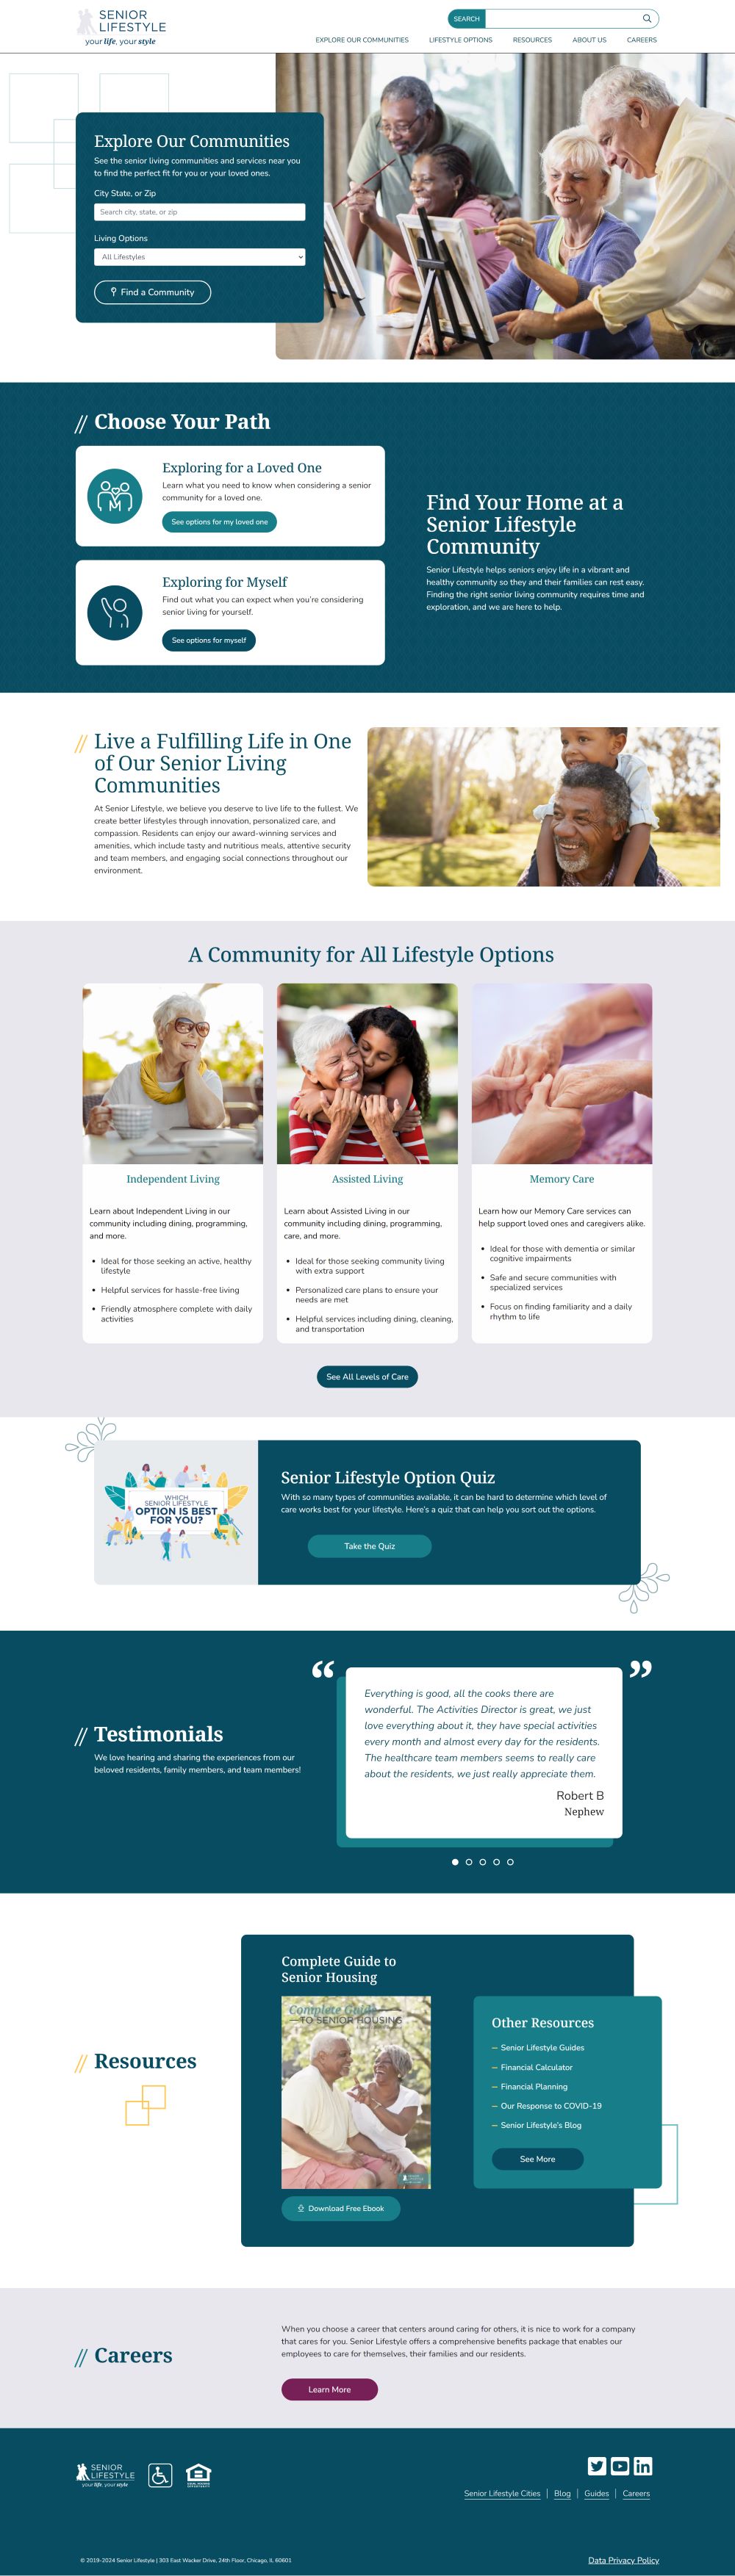 SENIOR
LIFESTYLE
your life, your style
SEARCH
EXPLORE OUR COMMUNITIES
LIFESTYLE OPTIONS
RESOURCES
ABOUT US
CAREERS
Explore Our Communities
See the senior living communities and services near you
to find the perfect fit for you or your loved ones.
City State, or Zip
Search city, state, or zip
Living Options
All Lifestyles
Find a Community
// Choose Your Path
Exploring for a Loved One
Learn what you need to know when considering a senior
community for a loved one.
See options for my loved one
Exploring for Myself
Find out what you can expect when you're considering
senior living for yourself.
See options for myself
Find Your Home at a
Senior Lifestyle
Community
Senior Lifestyle helps seniors enjoy life in a vibrant and
healthy community so they and their families can rest easy.
Finding the right senior living community requires time and
exploration, and we are here to help.
// Live a Fulfilling Life in One
of Our Senior Living
Communities
At Senior Lifestyle, we believe you deserve to live life to the fullest. We
create better lifestyles through innovation, personalized care, and
compassion. Residents can enjoy our award-winning services and
amenities, which include tasty and nutritious meals, attentive security
and team members, and engaging social connections throughout our
environment.
A Community for All Lifestyle Options
Independent Living
Learn about Independent Living in our
community including dining, programming,
and more.
• Ideal for those seeking an active, healthy
lifestyle
• Helpful services for hassle-free living
• Friendly atmosphere complete with daily
activities
Assisted Living
Learn about Assisted Living in our
community including dining, programming,
care, and more.
• Ideal for those seeking community living
with extra support
• Personalized care plans to ensure your
needs are met
• Helpful services including dining, cleaning,
and transportation
Memory Care
Learn how our Memory Care services can
help support loved ones and caregivers alike.
• Ideal for those with dementia or similar
cognitive impairments
• Safe and secure communities with
specialized services
• Focus on finding familiarity and a daily
rhythm to life
See All Levels of Care
WHICH
SENIOR LIFESTYLE
OPTION IS BEST
FOR YOU?
Senior Lifestyle Option Quiz
With so many types of communities available, it can be hard to determine which level of
care works best for your lifestyle. Here's a quiz that can help you sort out the options.
Take the Quiz
// Testimonials
We love hearing and sharing the experiences from our
beloved residents, family members, and team members!
“ ”
Everything is good, all the cooks there are
wonderful. The Activities Director is great, we just
love everything about it, they have special activities
every month and almost every day for the residents.
The healthcare team members seems to really care
about the residents, we just really appreciate them.
Robert B
Nephew
// Resources
Complete Guide to
Senior Housing
Complete Guide
TO SENIOR HOUSING
Download Free Ebook
Other Resources
– Senior Lifestyle Guides
– Financial Calculator
– Financial Planning
– Our Response to COVID-19
– Senior Lifestyle's Blog
See More
// Careers
When you choose a career that centers around caring for others, it is nice to work for a company
that cares for you. Senior Lifestyle offers a comprehensive benefits package that enables our
employees to care for themselves, their families and our residents.
Learn More
SENIOR
LIFESTYLE
your life, your style
Senior Lifestyle Cities | Blog | Guides | Careers
© 2019-2024 Senior Lifestyle | 303 East Wacker Drive, 24th Floor, Chicago, IL 60601
Data Privacy Policy